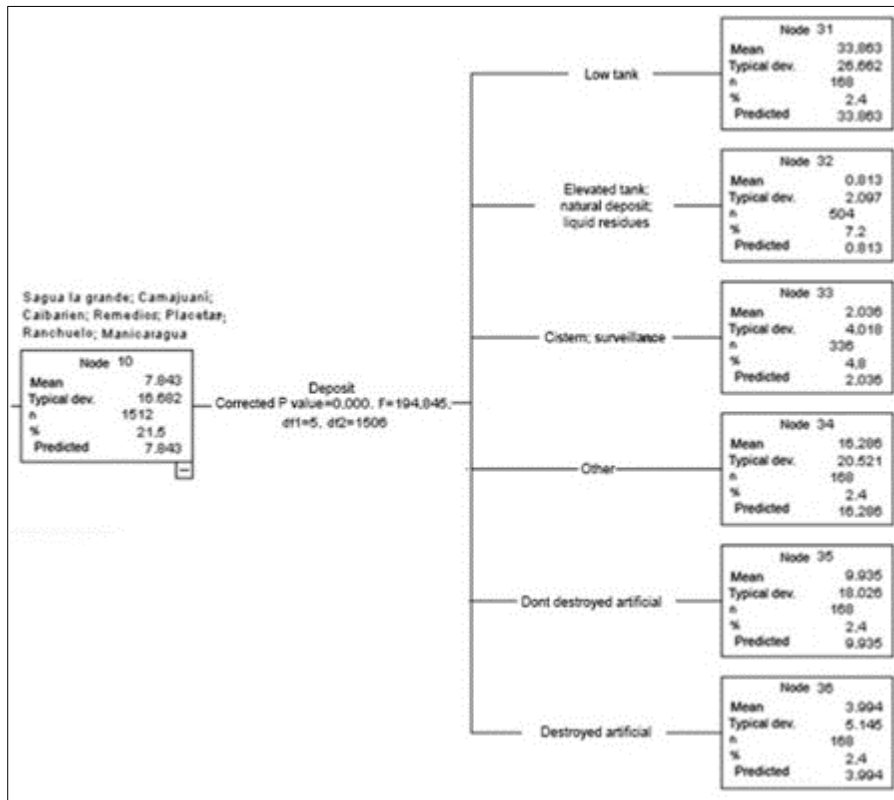 Sagua la grande; Camajuaní;
Caibarien; Remedios; Placetar;
Ranchuelo; Manicaragua
Node 10
Mean 7.843
Typical dev. 16.682
n 1512
% 21,5
Predicted 7.843
Deposit
Corrected P value=0,000, F=194,845,
df1=5, df2=1506
Low tank
Node 31
Mean 33,863
Typical dev. 26,662
n 168
% 2,4
Predicted 33,863
Elevated tank;
natural deposit;
liquid residues
Node 32
Mean 0.813
Typical dev. 2.097
n 504
% 7.2
Predicted 0.813
Cistern; surveillance
Node 33
Mean 2,036
Typical dev. 4,018
n 336
% 4,8
Predicted 2,036
Other
Node 34
Mean 16,286
Typical dev. 20,521
n 168
% 2,4
Predicted 16,286
Dont destroyed artificial
Node 35
Mean 9.935
Typical dev. 18.026
n 168
% 2,4
Predicted 9,935
Destroyed artificial
Node 36
Mean 3.994
Typical dev. 5.145
n 168
% 2,4
Predicted 3.994